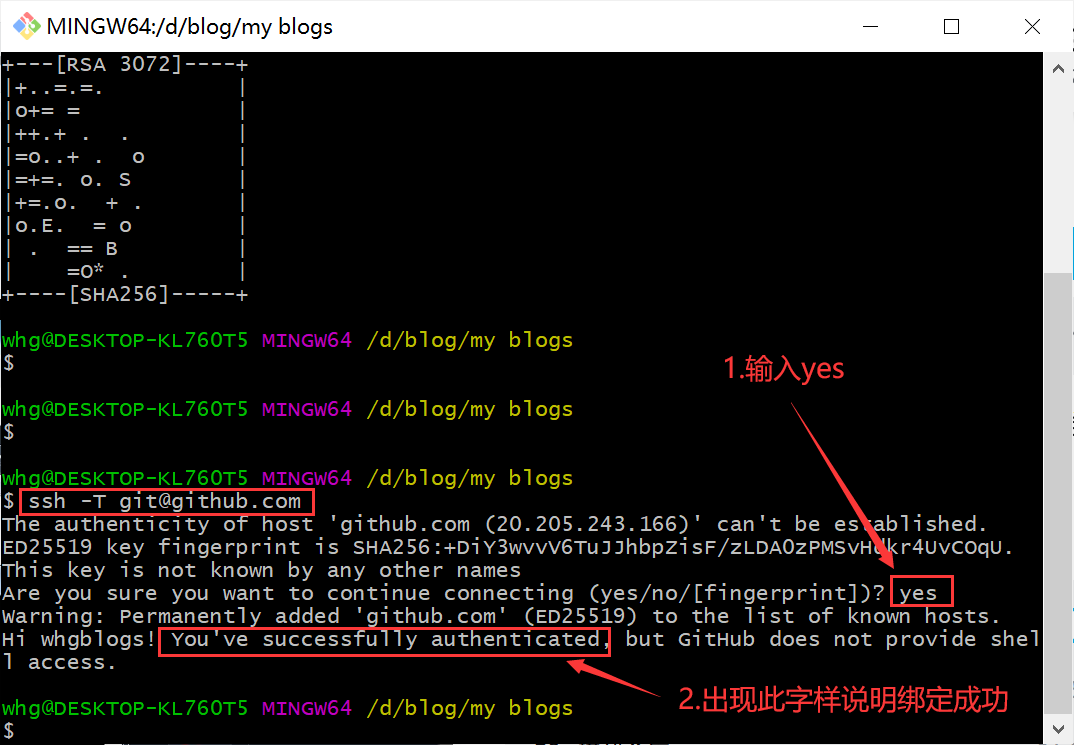 MINGW64:/d/blog/my blogs
+---[RSA 3072]----+
|+..=.=.          |
|o+= =            |
|++.+ .  .        |
|=o..+ .  o       |
|=+=. o. S        |
|+=.o.  + .       |
|o.E.  = o        |
| .  == B         |
|    =O* .        |
+----[SHA256]-----+
whg@DESKTOP-KL760T5 MINGW64 /d/blog/my blogs
$
1.输入yes
whg@DESKTOP-KL760T5 MINGW64 /d/blog/my blogs
$
whg@DESKTOP-KL760T5 MINGW64 /d/blog/my blogs
$ ssh -T git@github.com
The authenticity of host 'github.com (20.205.243.166)' can't be established.
ED25519 key fingerprint is SHA256:+DiY3wvvV6TuJJhbpZisF/zLDA0zPMSvHdkr4UvCOqU.
This key is not known by any other names
Are you sure you want to continue connecting (yes/no/[fingerprint])? yes
Warning: Permanently added 'github.com' (ED25519) to the list of known hosts.
Hi whgblogs! You've successfully authenticated, but GitHub does not provide shel
l access.
2.出现此字样说明绑定成功
whg@DESKTOP-KL760T5 MINGW64 /d/blog/my blogs
$